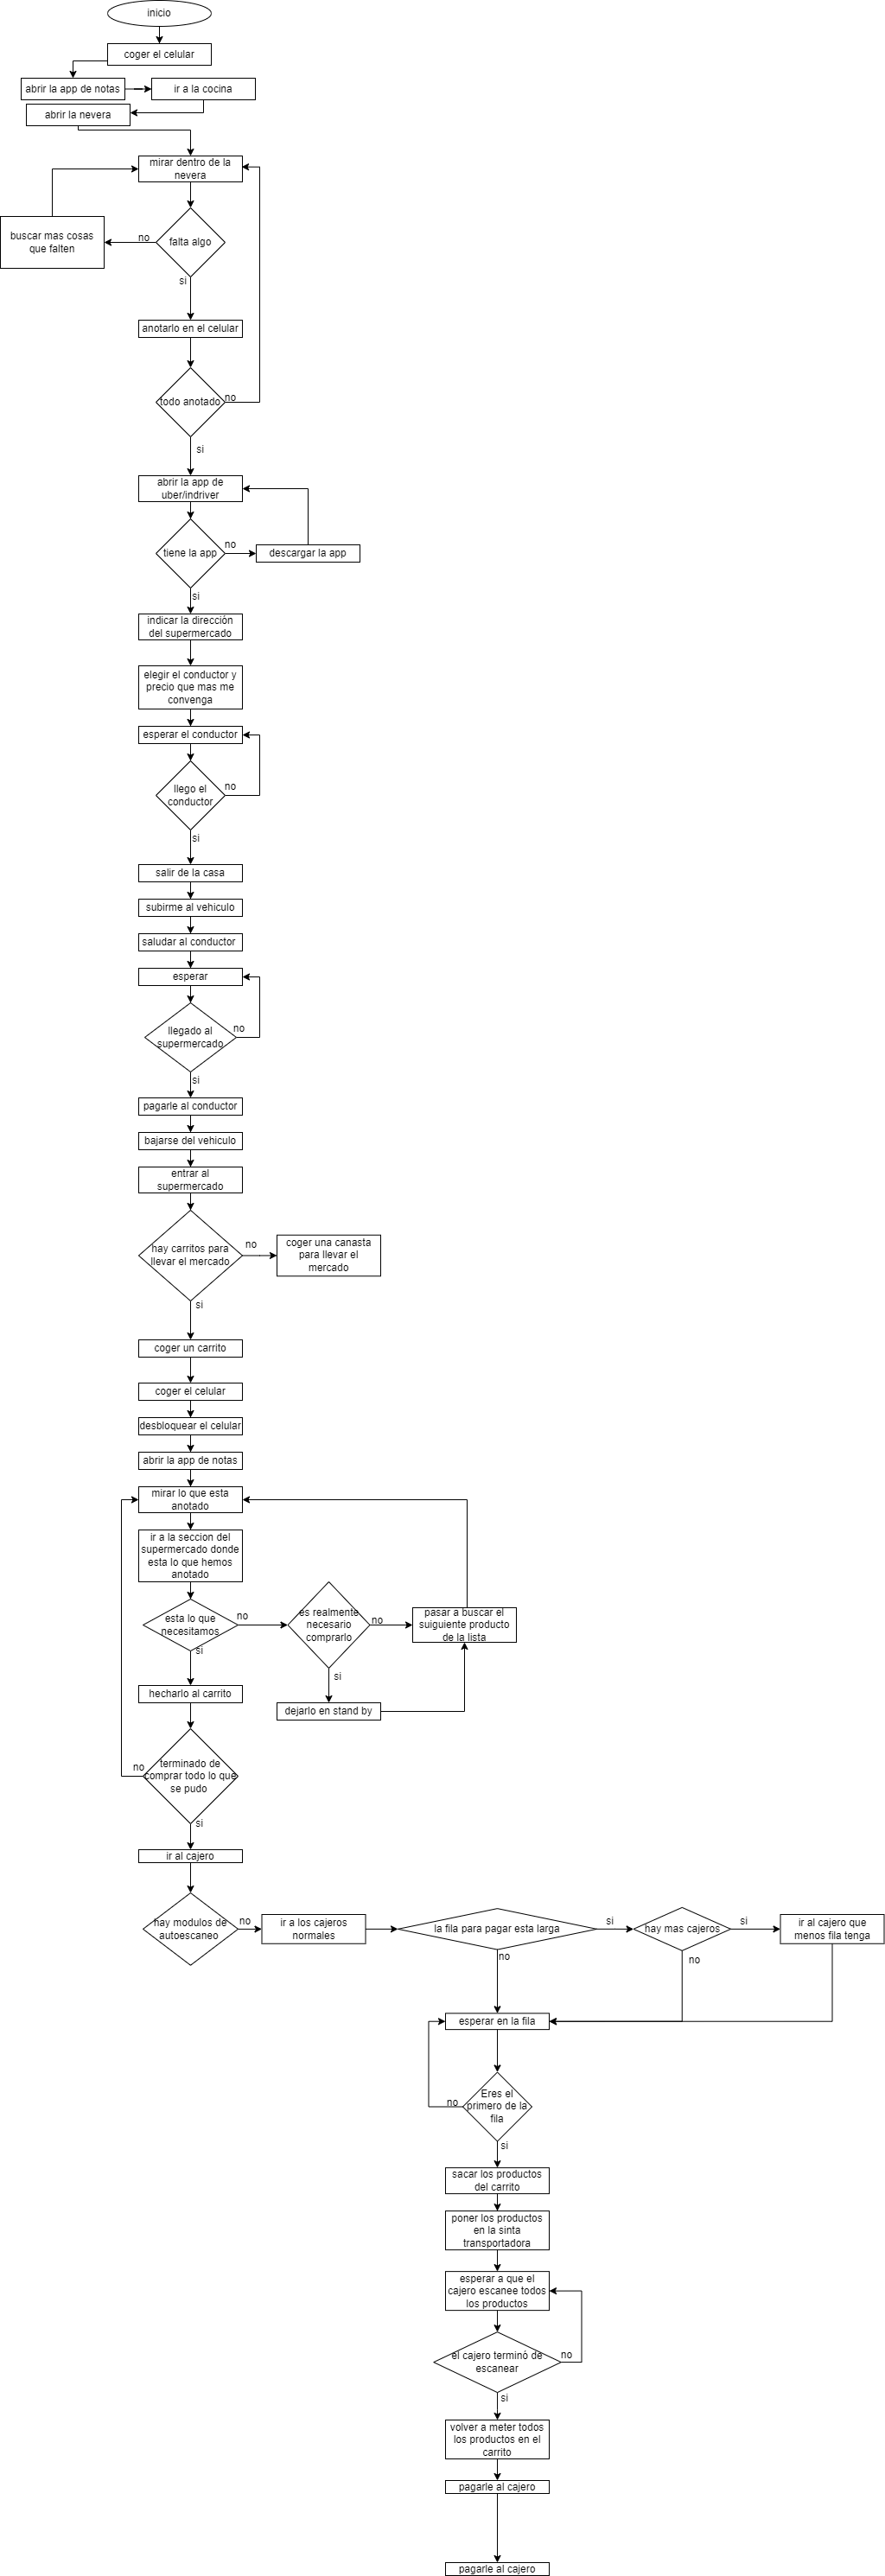 inicio
coger el celular
abrir la app de notas
ir a la cocina
abrir la nevera
mirar dentro de la
nevera
buscar mas cosas
que falten
no
falta algo
si
anotarlo en el celular
todo anotado
no
si
abrir la app de
uber/indriver
tiene la app
no
descargar la app
si
indicar la dirección
del supermercado
elegir el conductor y
precio que mas me
convenga
esperar el conductor
llego el
conductor
no
si
salir de la casa
subirme al vehiculo
saludar al conductor
esperar
llegado al
supermercado
no
si
pagarle al conductor
bajarse del vehiculo
entrar al
supermercado
hay carritos para
llevar el mercado
no
coger una canasta
para llevar el
mercado
si
coger un carrito
coger el celular
desbloquear el celular
abrir la app de notas
mirar lo que esta
anotado
ir a la seccion del
supermercado donde
esta lo que hemos
anotado
esta lo que
necesitamos
no
es realmente
necesario
comprarlo
no
pasar a buscar el
suiguiente producto
de la lista
si
si
hecharlo al carrito
dejarlo en stand by
no
terminado de
comprar todo lo que
se pudo
si
ir al cajero
hay modulos de
autoescaneo
no
ir a los cajeros
normales
la fila para pagar esta larga
si
hay mas cajeros
si
ir al cajero que
menos fila tenga
no
no
esperar en la fila
no
Eres el
primero de la
fila
si
sacar los productos
del carrito
poner los productos
en la sinta
transportadora
esperar a que el
cajero escanee todos
los productos
el cajero terminó de
escanear
no
si
volver a meter todos
los productos en el
carrito
pagarle al cajero
pagarle al cajero